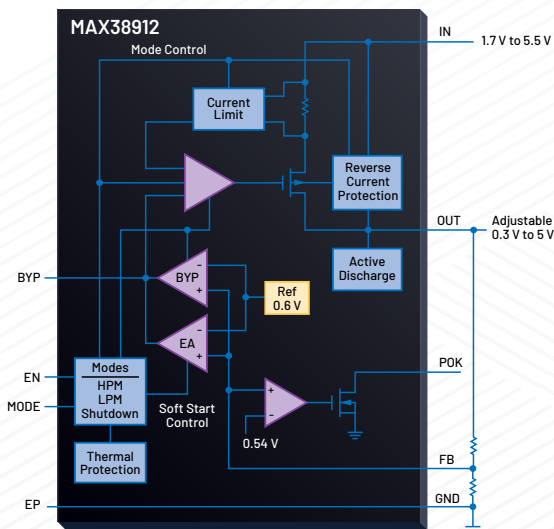 MAX38912
Mode Control
IN
1.7 V to 5.5 V
Current
Limit
Reverse
Current
Protection
OUT
Adjustable
0.3 V to 5 V
Active
Discharge
BYP
BYP
-
+
Ref
0.6 V
EA
-
+
EN
MODE
Modes
HPM
LPM
Shutdown
Soft Start
Control
+
-
0.54 V
POK
Thermal
Protection
FB
EP
GND